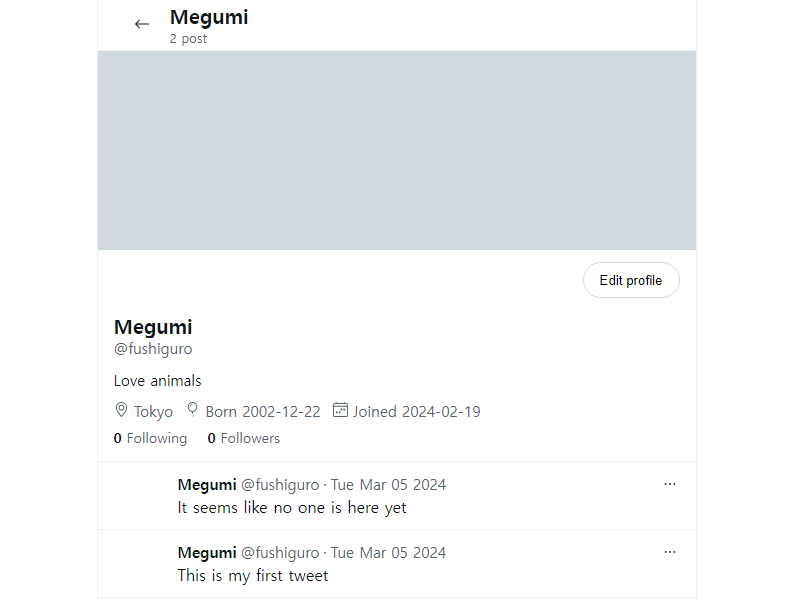 Megumi
2 post
Edit profile
Megumi
@fushiguro
Love animals
Tokyo Born 2002-12-22 Joined 2024-02-19
0 Following 0 Followers
Megumi @fushiguro · Tue Mar 05 2024 ...
It seems like no one is here yet
Megumi @fushiguro · Tue Mar 05 2024 ...
This is my first tweet